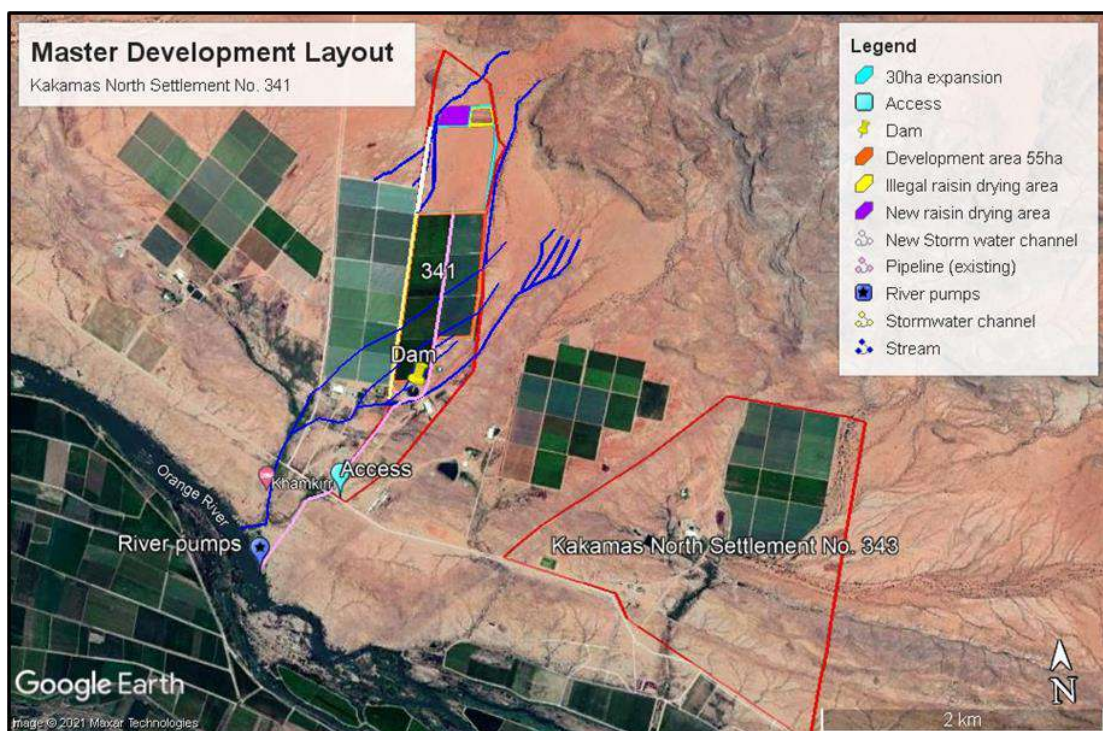 Master Development Layout
Kakamas North Settlement No. 341
Legend
30ha expansion
Access
Dam
Development area 55ha
Illegal raisin drying area
New raisin drying area
New Storm water channel
Pipeline (existing)
River pumps
Stormwater channel
Stream
341
Dam
Access
Khamkirri
Orange River
River pumps
Kakamas North Settlement No. 343
Google Earth
Image © 2021 Maxar Technologies
N
2 km